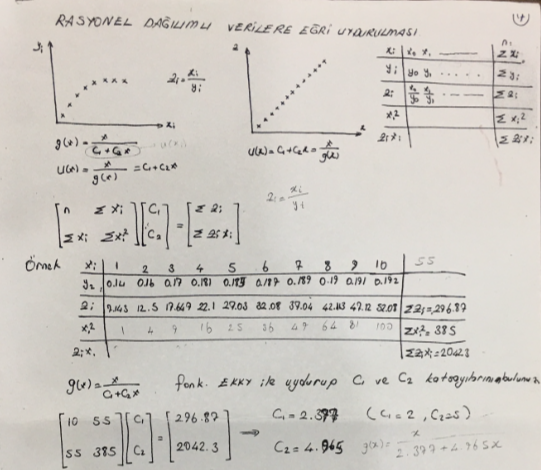 RASYONEL DAĞILIMLI VERİLERE EĞRİ UYDURULMASI
4
yi
xi
zi = xi/yi
z
x
xi x0 x1 Σxi
yi y0 y1 ..... Σyi
zi x0/y0 x1/y1 Σzi
xi² Σxi²
zixi Σzixi
g(x) = x/(C1+C2x)
U(x) = x/g(x) = C1+C2x
U(x) = C1+C2x = x/g(x)
zi = xi/yi
[n Σxi] [C1] = [Σzi]
[Σxi Σxi²] [C2] [Σzixi]
Örnek
xi 1 2 3 4 5 6 7 8 9 10 55
yi 0.14 0.16 0.17 0.181 0.185 0.187 0.189 0.19 0.191 0.192
zi 7.143 12.5 17.647 22.1 27.03 32.08 37.04 42.113 47.12 52.08 Σzi=296.87
xi² 1 4 9 16 25 36 49 64 81 100 Σxi²=385
zixi Σzixi=2042.3
g(x) = x/(C1+C2x) fonk. EKKY ile uydurup C1 ve C2 katsayılarını bulunuz
[10 55] [C1] = [296.87] → C1=2.377 (C1=2, C2=5)
[55 385] [C2] [2042.3] C2=4.965 g(x) = x/(2.377+4.965x)